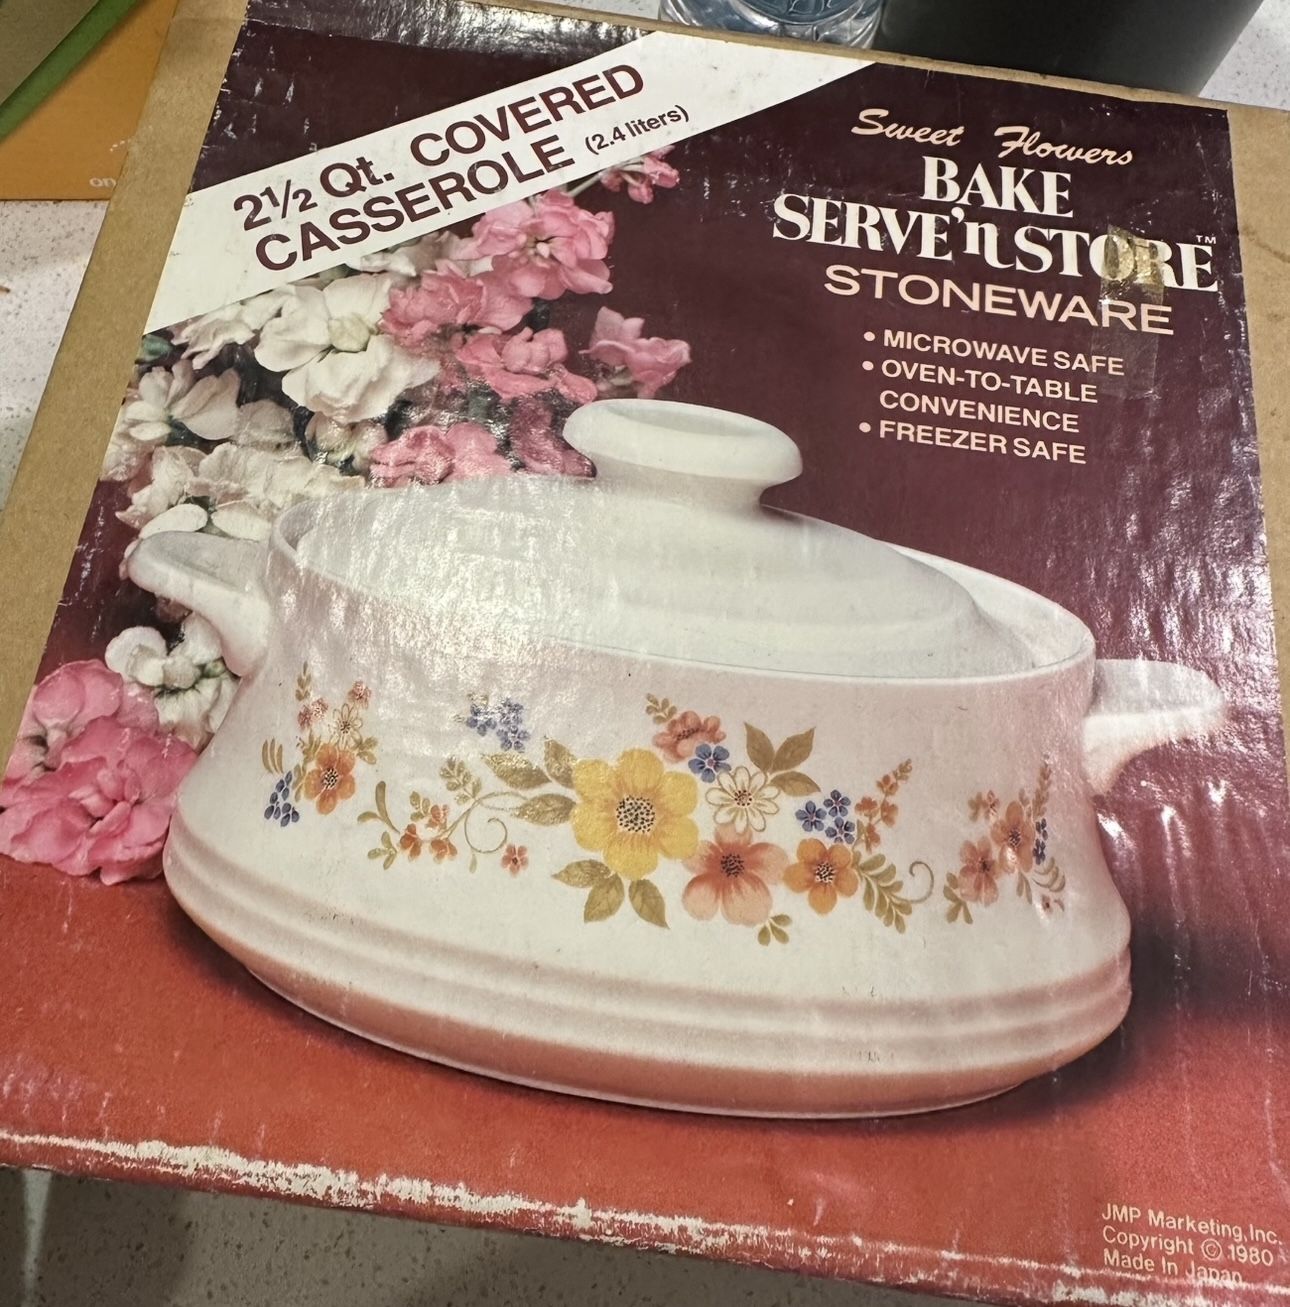 2½ Qt. COVERED
CASSEROLE (2.4 liters)
Sweet Flowers
BAKE
SERVE'n STORE™
STONEWARE
• MICROWAVE SAFE
• OVEN-TO-TABLE
CONVENIENCE
• FREEZER SAFE
on
JMP Marketing, Inc.
Copyright © 1980
Made In Japan